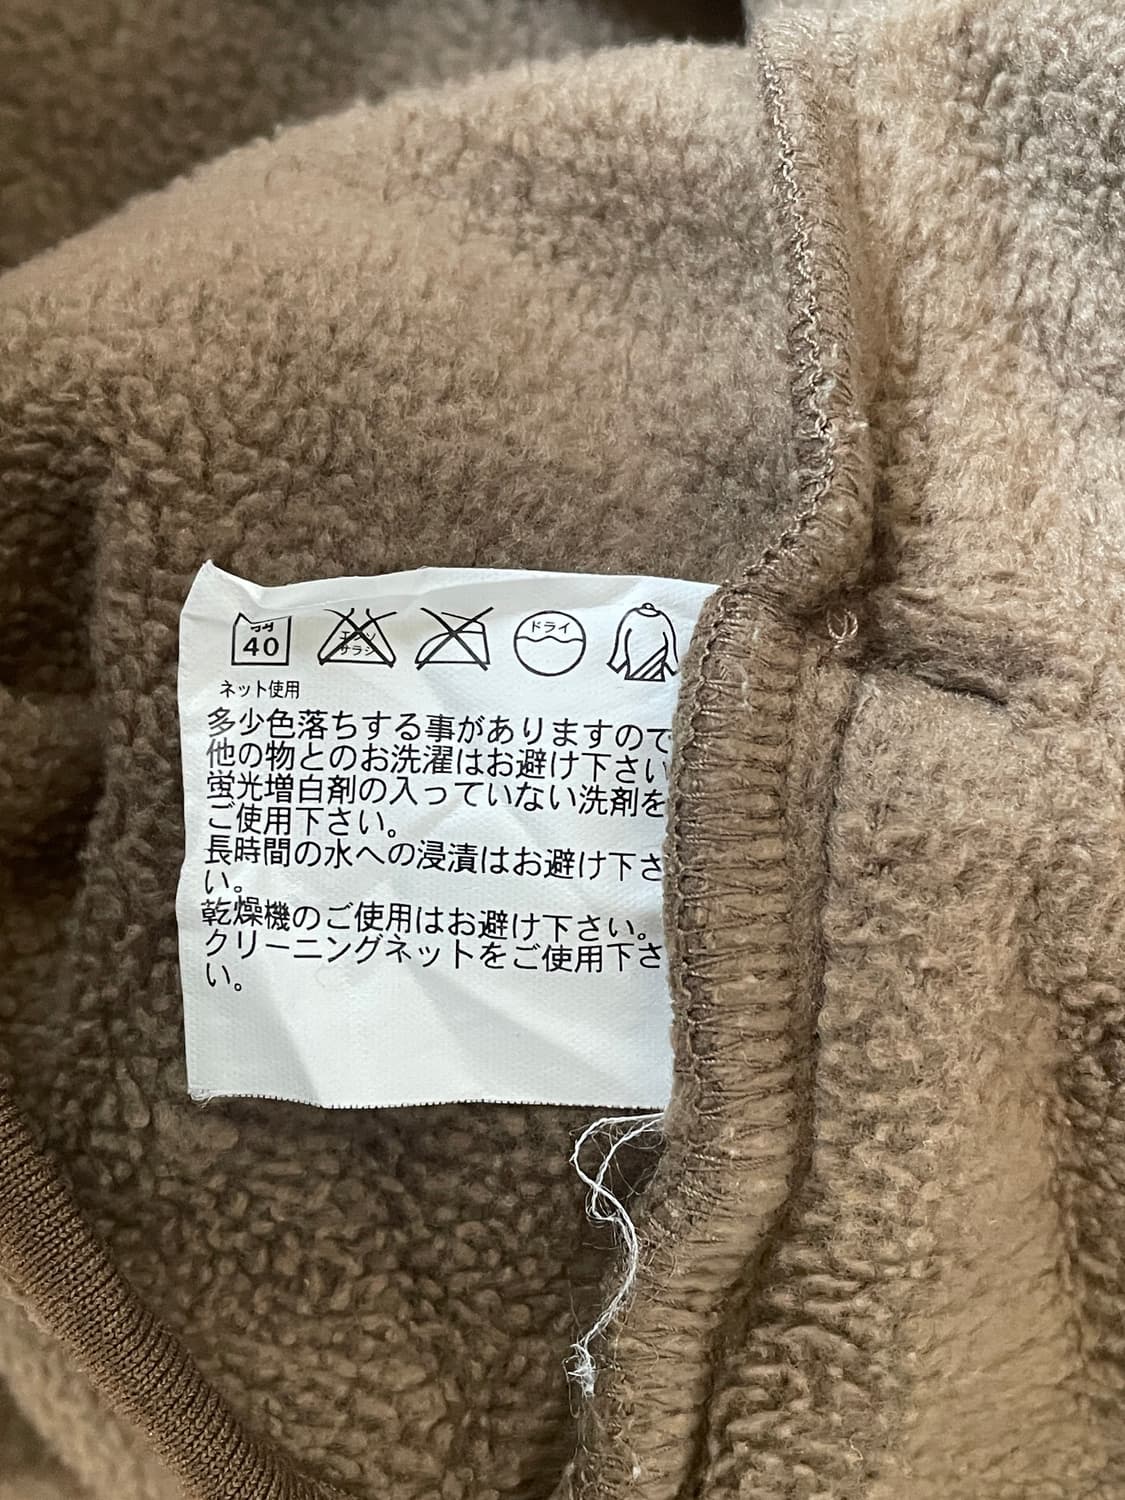 弱
40
エンソ
サラシ
ドライ
ネット使用
多少色落ちする事がありますので
他の物とのお洗濯はお避け下さい
蛍光増白剤の入っていない洗剤を
ご使用下さい。
長時間の水への浸漬はお避け下さ
い。
乾燥機のご使用はお避け下さい。
クリーニングネットをご使用下さ
い。